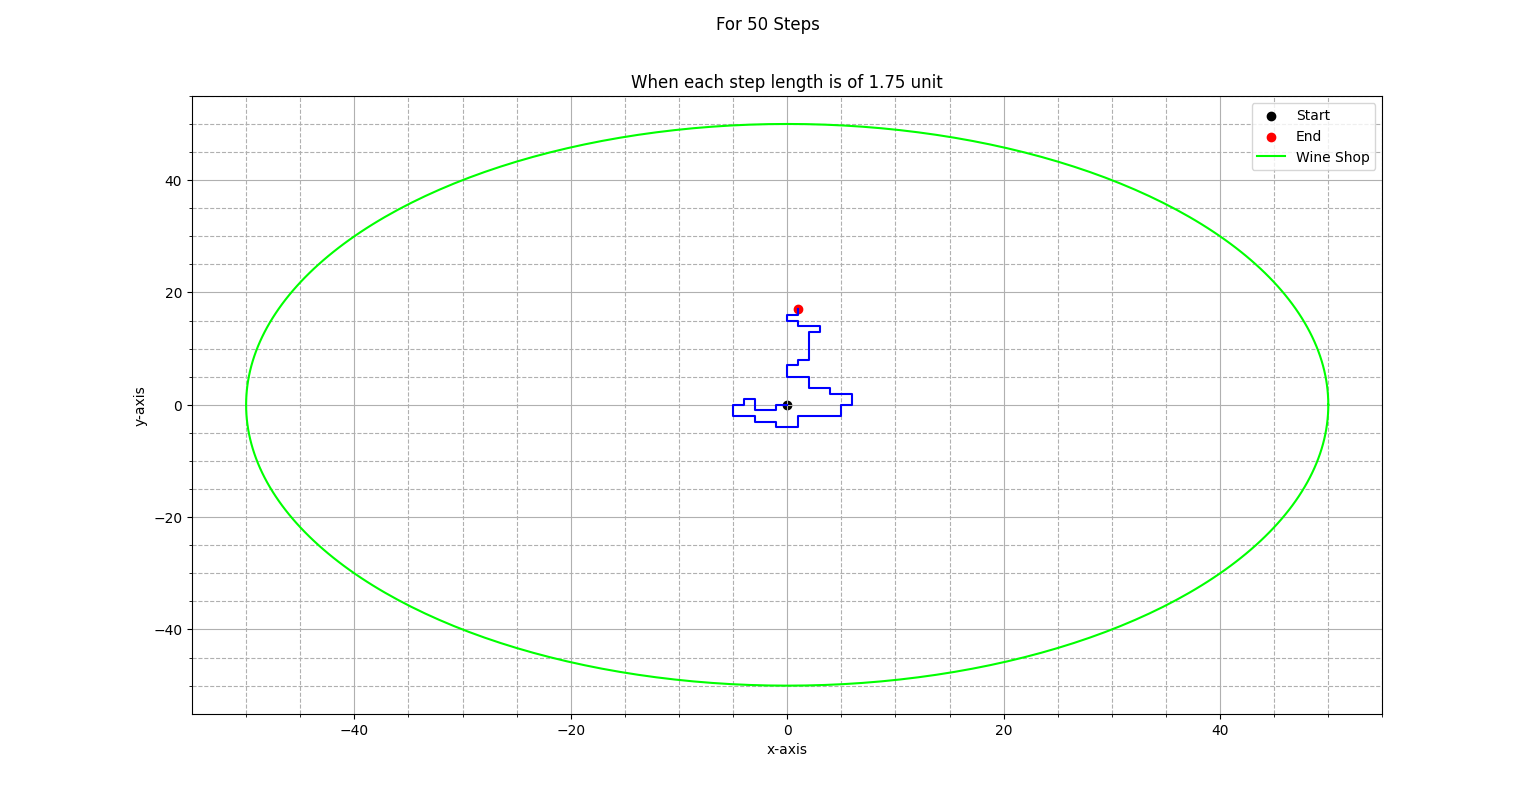 For 50 Steps
When each step length is of 1.75 unit
Start
End
Wine Shop
40
20
0
−20
−40
y-axis
−40
−20
0
20
40
x-axis